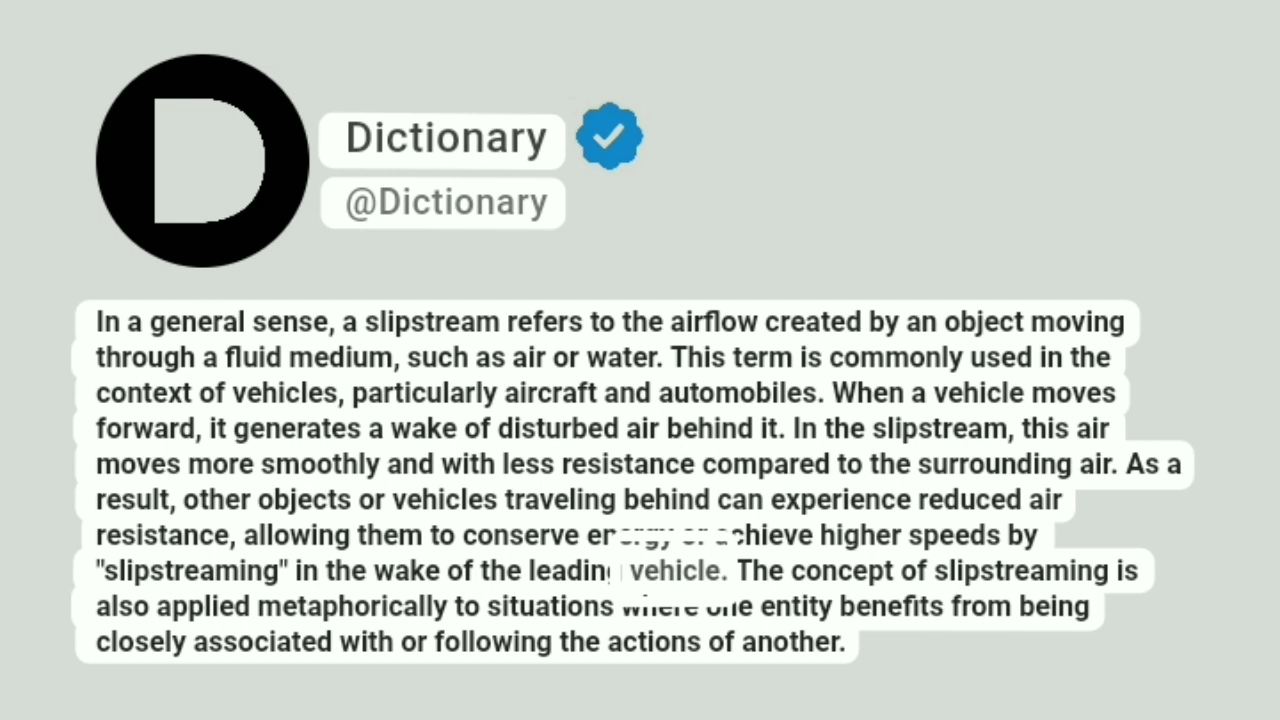 D
Dictionary
@Dictionary
In a general sense, a slipstream refers to the airflow created by an object moving
through a fluid medium, such as air or water. This term is commonly used in the
context of vehicles, particularly aircraft and automobiles. When a vehicle moves
forward, it generates a wake of disturbed air behind it. In the slipstream, this air
moves more smoothly and with less resistance compared to the surrounding air. As a
result, other objects or vehicles traveling behind can experience reduced air
resistance, allowing them to conserve energy or achieve higher speeds by
"slipstreaming" in the wake of the leading vehicle. The concept of slipstreaming is
also applied metaphorically to situations where one entity benefits from being
closely associated with or following the actions of another.